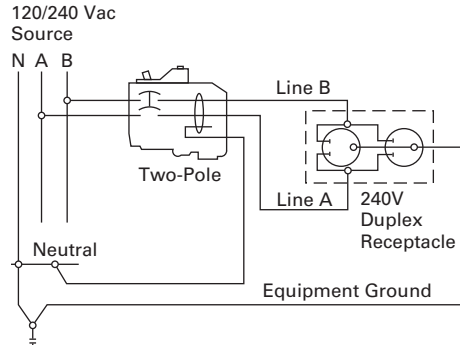 120/240 Vac
Source
N A B
Line B
Two-Pole
Line A
240V
Duplex
Receptacle
Neutral
Equipment Ground